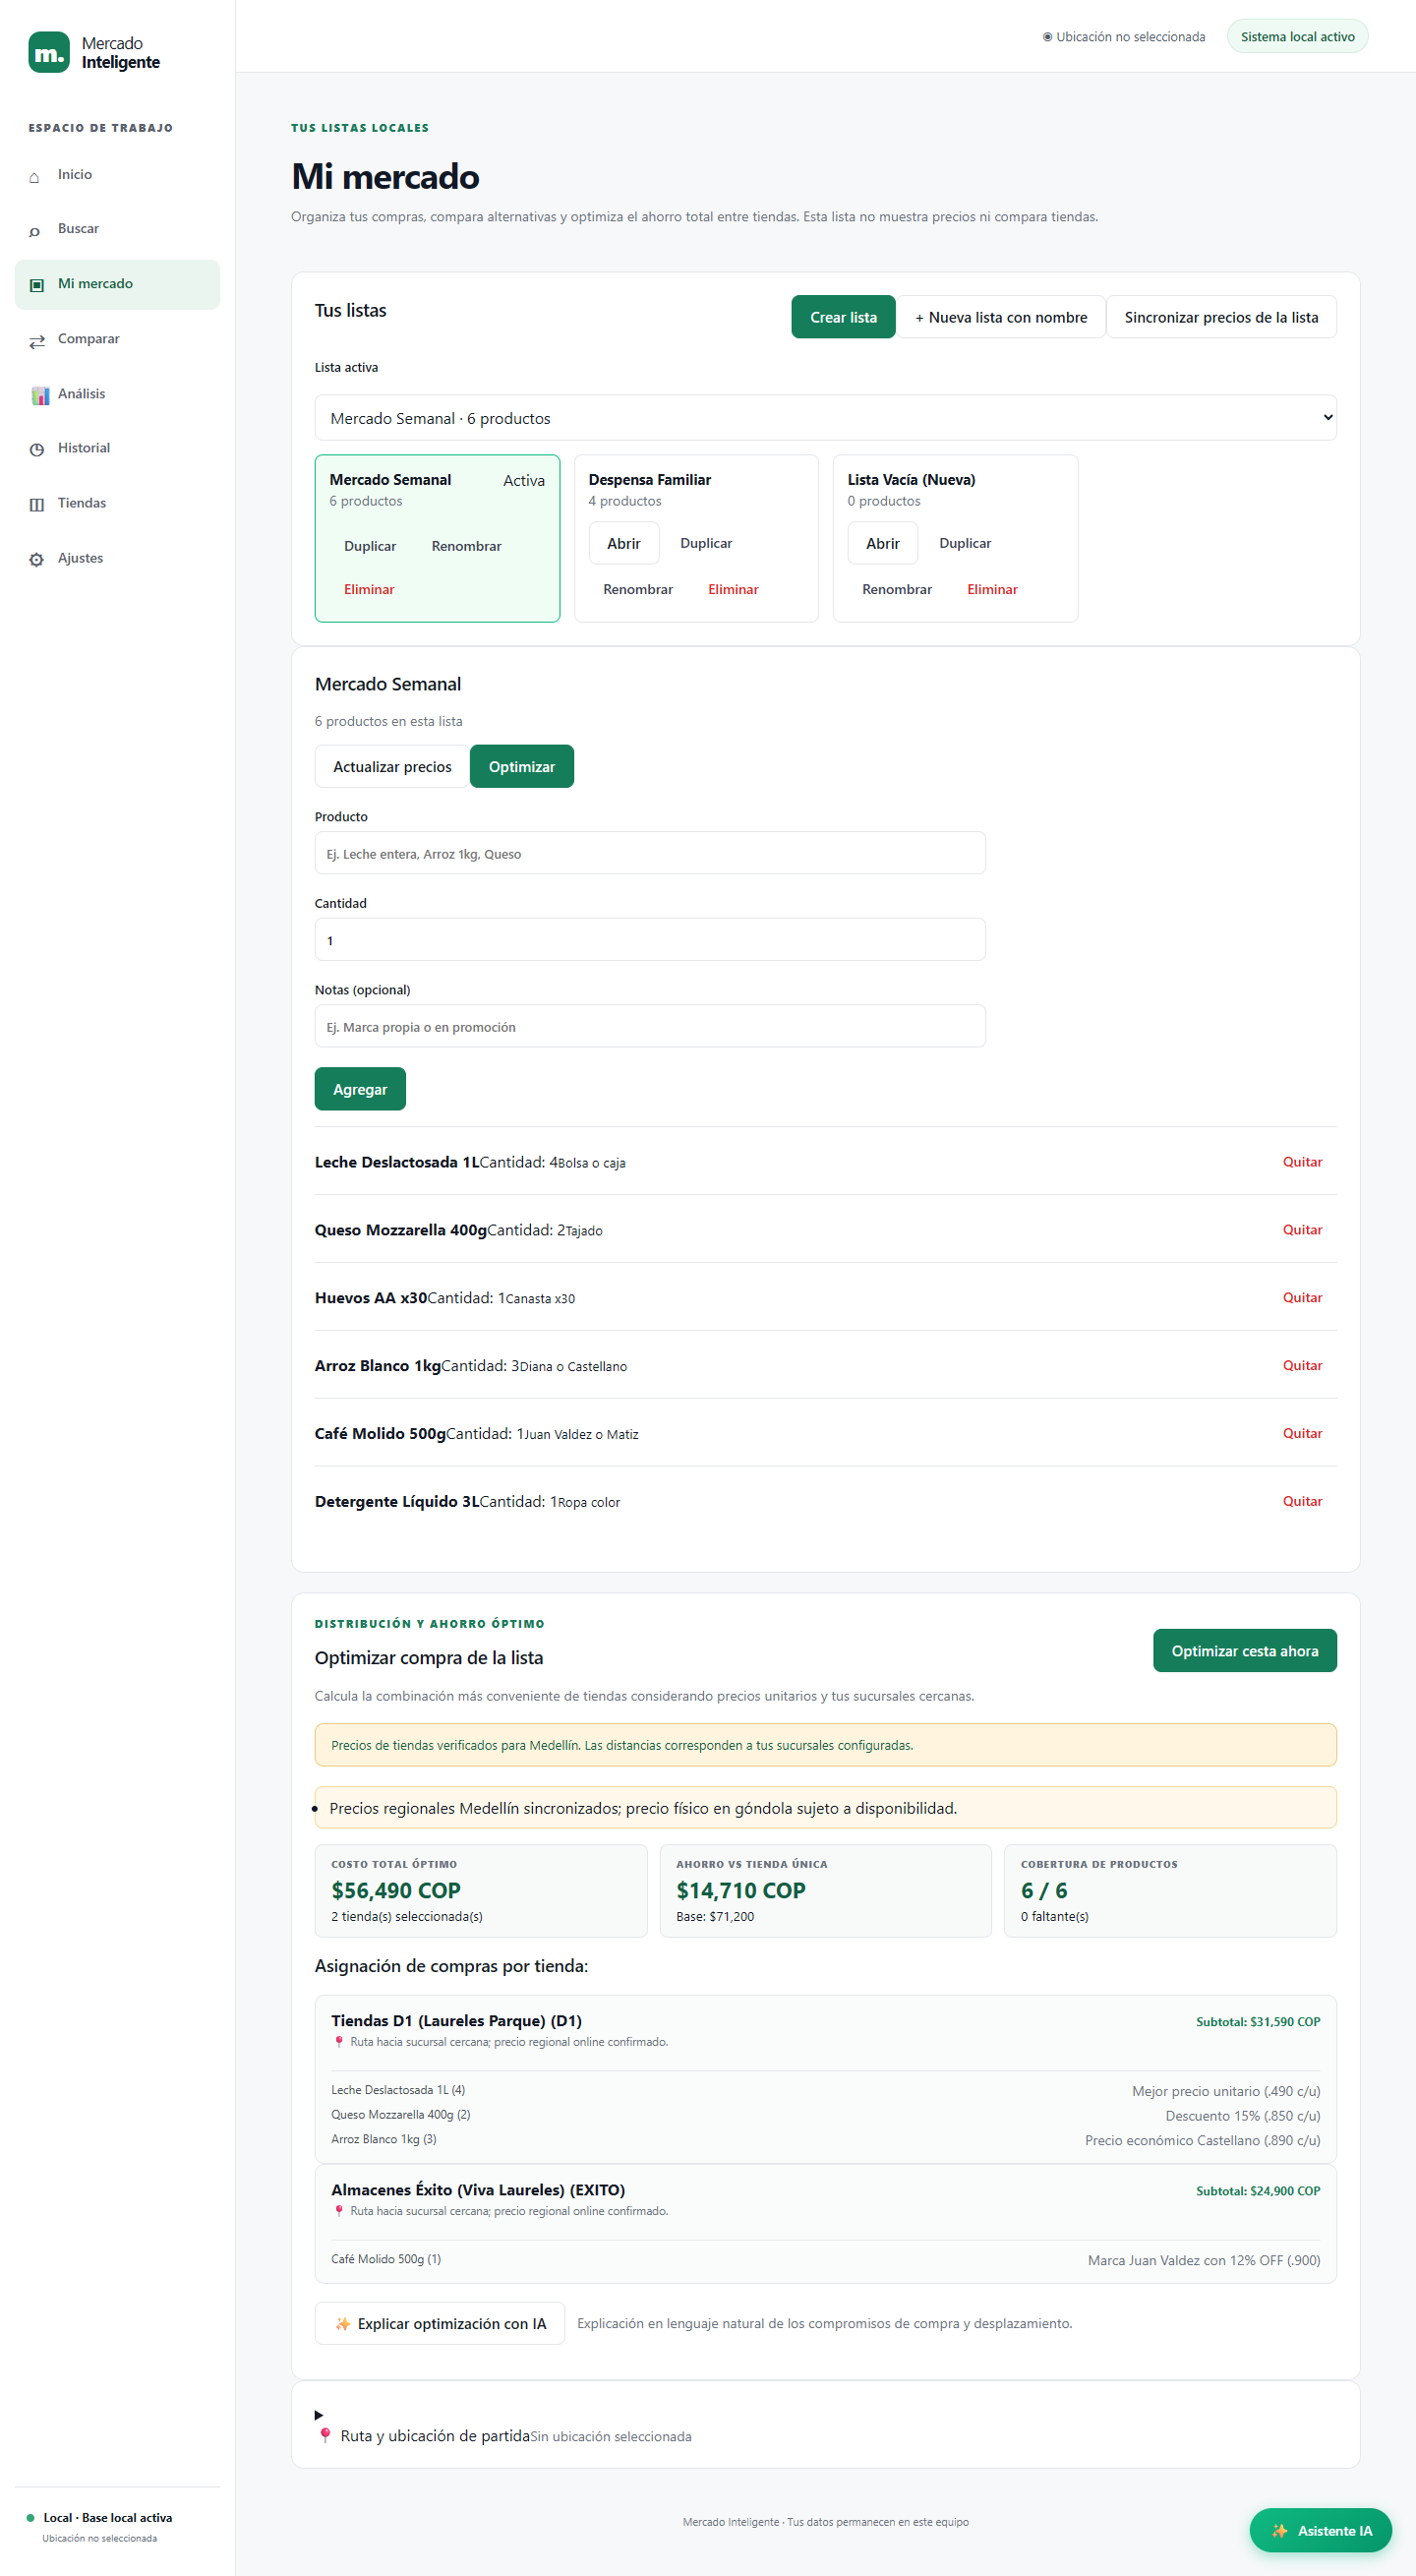 m. Mercado
Inteligente
ESPACIO DE TRABAJO
Inicio
Buscar
Mi mercado
Comparar
Análisis
Historial
Tiendas
Ajustes
Local · Base local activa
Ubicación no seleccionada
Ubicación no seleccionada
Sistema local activo
TUS LISTAS LOCALES
Mi mercado
Organiza tus compras, compara alternativas y optimiza el ahorro total entre tiendas. Esta lista no muestra precios ni compara tiendas.
Tus listas
Crear lista
+ Nueva lista con nombre
Sincronizar precios de la lista
Lista activa
Mercado Semanal · 6 productos
Mercado Semanal Activa
6 productos
Duplicar Renombrar
Eliminar
Despensa Familiar
4 productos
Abrir Duplicar
Renombrar Eliminar
Lista Vacía (Nueva)
0 productos
Abrir Duplicar
Renombrar Eliminar
Mercado Semanal
6 productos en esta lista
Actualizar precios Optimizar
Producto
Ej. Leche entera, Arroz 1kg, Queso
Cantidad
1
Notas (opcional)
Ej. Marca propia o en promoción
Agregar
Leche Deslactosada 1LCantidad: 4Bolsa o caja Quitar
Queso Mozzarella 400gCantidad: 2Tajado Quitar
Huevos AA x30Cantidad: 1Canasta x30 Quitar
Arroz Blanco 1kgCantidad: 3Diana o Castellano Quitar
Café Molido 500gCantidad: 1Juan Valdez o Matiz Quitar
Detergente Líquido 3LCantidad: 1Ropa color Quitar
DISTRIBUCIÓN Y AHORRO ÓPTIMO
Optimizar compra de la lista
Optimizar cesta ahora
Calcula la combinación más conveniente de tiendas considerando precios unitarios y tus sucursales cercanas.
Precios de tiendas verificados para Medellín. Las distancias corresponden a tus sucursales configuradas.
• Precios regionales Medellín sincronizados; precio físico en góndola sujeto a disponibilidad.
COSTO TOTAL ÓPTIMO
$56,490 COP
2 tienda(s) seleccionada(s)
AHORRO VS TIENDA ÚNICA
$14,710 COP
Base: $71,200
COBERTURA DE PRODUCTOS
6 / 6
0 faltante(s)
Asignación de compras por tienda:
Tiendas D1 (Laureles Parque) (D1) Subtotal: $31,590 COP
Ruta hacia sucursal cercana; precio regional online confirmado.
Leche Deslactosada 1L (4) Mejor precio unitario (.490 c/u)
Queso Mozzarella 400g (2) Descuento 15% (.850 c/u)
Arroz Blanco 1kg (3) Precio económico Castellano (.890 c/u)
Almacenes Éxito (Viva Laureles) (EXITO) Subtotal: $24,900 COP
Ruta hacia sucursal cercana; precio regional online confirmado.
Café Molido 500g (1) Marca Juan Valdez con 12% OFF (.900)
Explicar optimización con IA Explicación en lenguaje natural de los compromisos de compra y desplazamiento.
Ruta y ubicación de partidaSin ubicación seleccionada
Mercado Inteligente · Tus datos permanecen en este equipo
Asistente IA